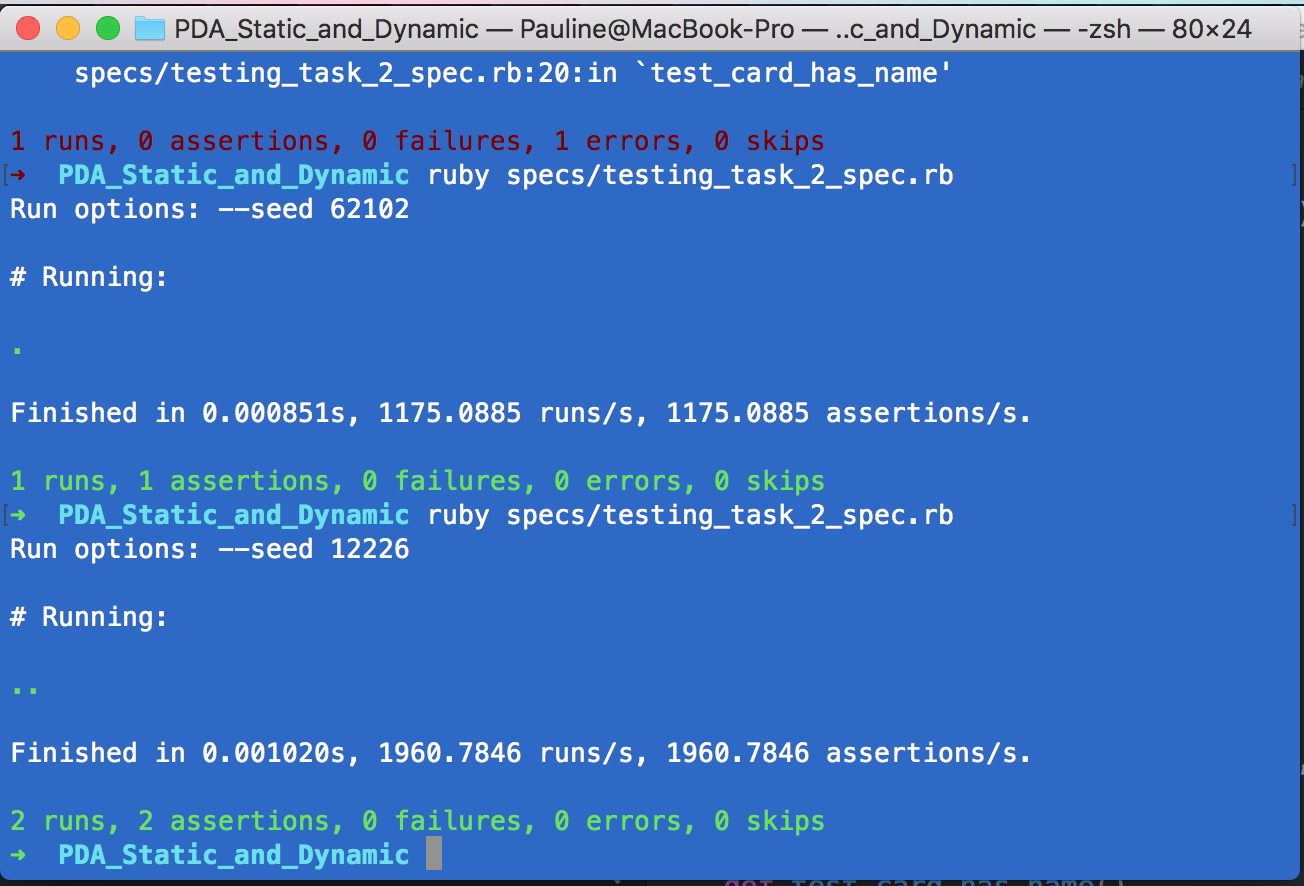 PDA_Static_and_Dynamic — Pauline@MacBook-Pro — ..c_and_Dynamic — -zsh — 80×24
specs/testing_task_2_spec.rb:20:in `test_card_has_name'
1 runs, 0 assertions, 0 failures, 1 errors, 0 skips
[➜ PDA_Static_and_Dynamic ruby specs/testing_task_2_spec.rb ]
Run options: --seed 62102
# Running:
.
Finished in 0.000851s, 1175.0885 runs/s, 1175.0885 assertions/s.
1 runs, 1 assertions, 0 failures, 0 errors, 0 skips
[➜ PDA_Static_and_Dynamic ruby specs/testing_task_2_spec.rb ]
Run options: --seed 12226
# Running:
..
Finished in 0.001020s, 1960.7846 runs/s, 1960.7846 assertions/s.
2 runs, 2 assertions, 0 failures, 0 errors, 0 skips
➜ PDA_Static_and_Dynamic
def test_card_has_name()